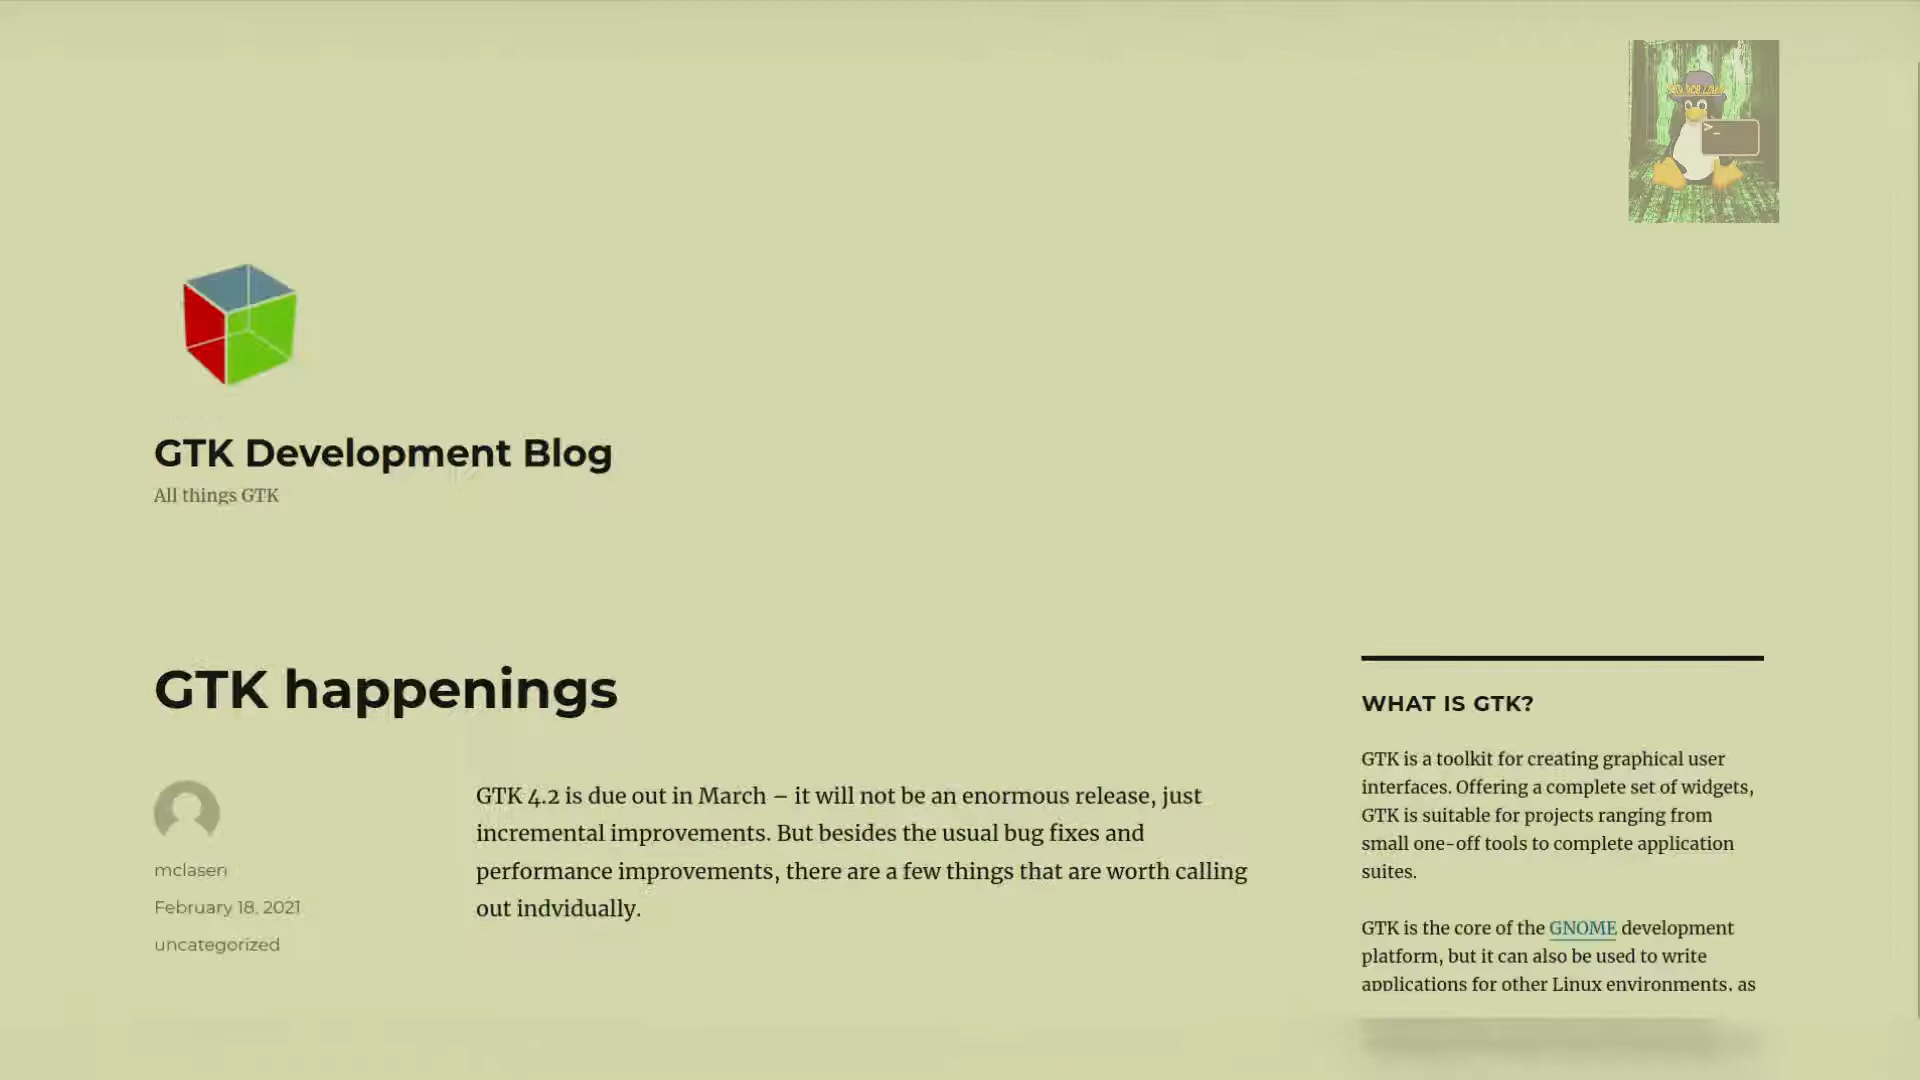 GTK Development Blog
All things GTK
GTK happenings
mclasen
February 18, 2021
uncategorized
GTK 4.2 is due out in March – it will not be an enormous release, just
incremental improvements. But besides the usual bug fixes and
performance improvements, there are a few things that are worth calling
out indvidually.
WHAT IS GTK?
GTK is a toolkit for creating graphical user
interfaces. Offering a complete set of widgets,
GTK is suitable for projects ranging from
small one-off tools to complete application
suites.
GTK is the core of the GNOME development
platform, but it can also be used to write
applications for other Linux environments, as